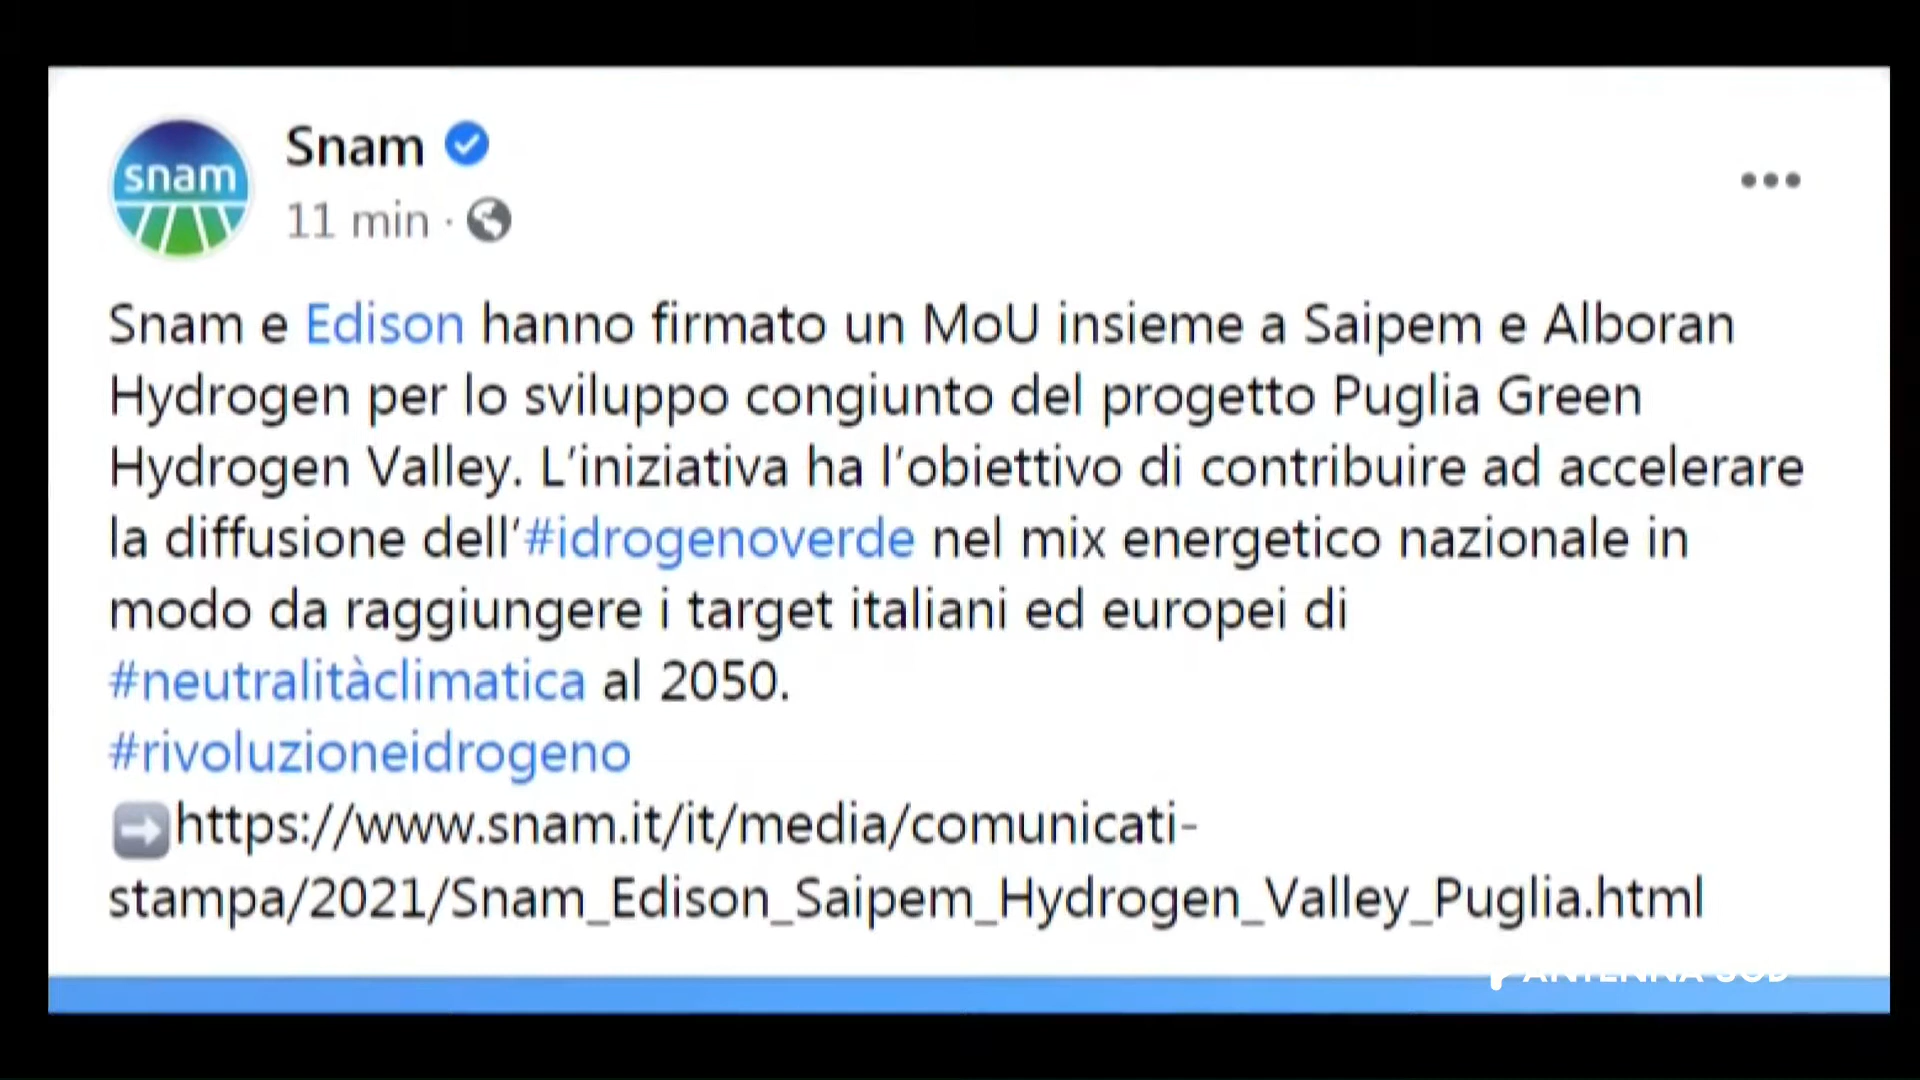 snam
Snam
11 min ·
Snam e Edison hanno firmato un MoU insieme a Saipem e Alboran
Hydrogen per lo sviluppo congiunto del progetto Puglia Green
Hydrogen Valley. L’iniziativa ha l’obiettivo di contribuire ad accelerare
la diffusione dell’#idrogenoverde nel mix energetico nazionale in
modo da raggiungere i target italiani ed europei di
#neutralitàclimatica al 2050.
#rivoluzioneidrogeno
➡https://www.snam.it/it/media/comunicati-
stampa/2021/Snam_Edison_Saipem_Hydrogen_Valley_Puglia.html
ANTENNA SUD